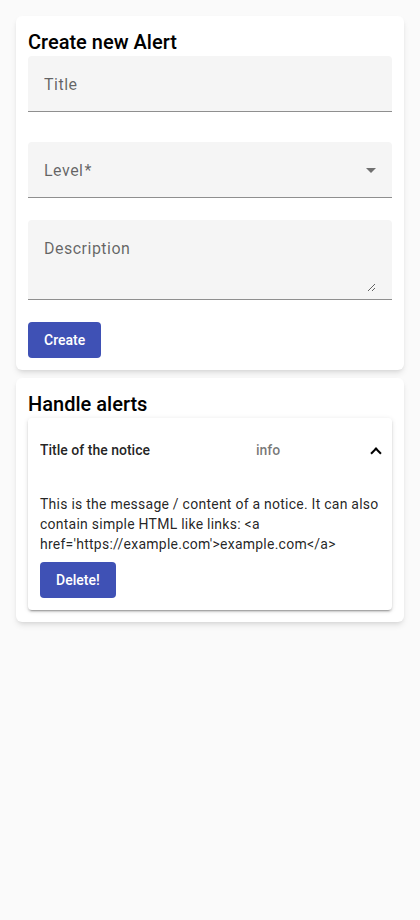 Create new Alert
Title
Level*
Description
Create
Handle alerts
Title of the notice info
This is the message / content of a notice. It can also
contain simple HTML like links: <a
href='https://example.com'>example.com</a>
Delete!